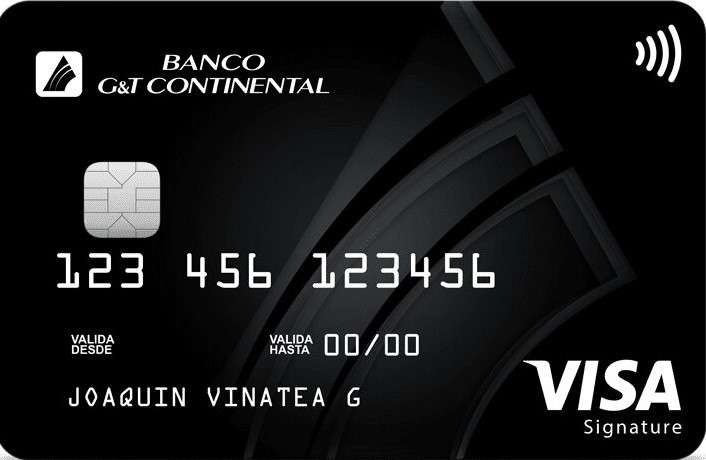 BANCO
G&T CONTINENTAL
123 456 123456
VALIDA DESDE
VALIDA HASTA 00/00
JOAQUIN VINATEA G
VISA
Signature